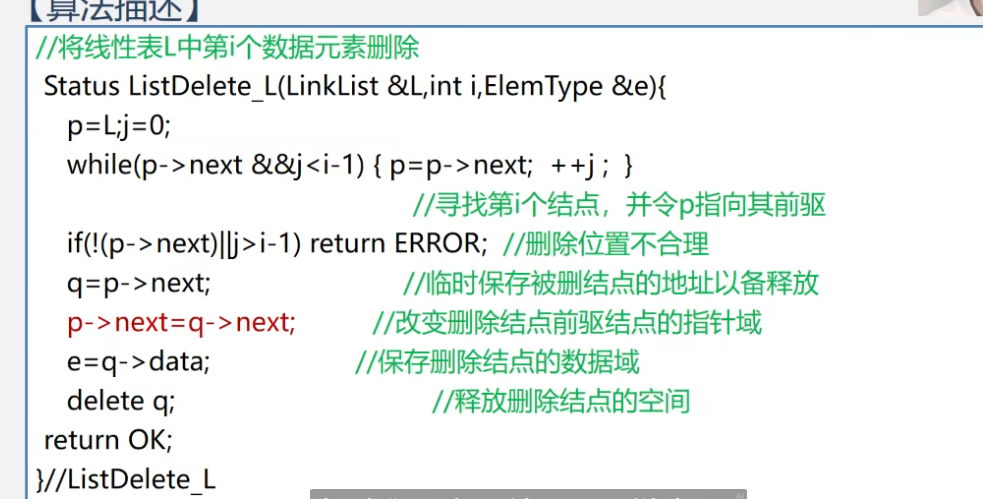 【算法描述】
//将线性表L中第i个数据元素删除
Status ListDelete_L(LinkList &L,int i,ElemType &e){
p=L;j=0;
while(p->next &&j<i-1) { p=p->next; ++j ; }
//寻找第i个结点，并令p指向其前驱
if(!(p->next)||j>i-1) return ERROR; //删除位置不合理
q=p->next; //临时保存被删结点的地址以备释放
p->next=q->next; //改变删除结点前驱结点的指针域
e=q->data; //保存删除结点的数据域
delete q; //释放删除结点的空间
return OK;
}//ListDelete_L